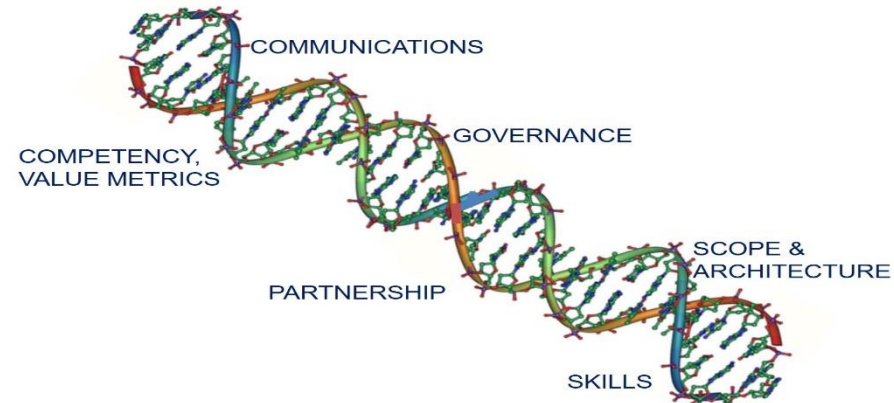 COMMUNICATIONS
GOVERNANCE
COMPETENCY,
VALUE METRICS
SCOPE &
ARCHITECTURE
PARTNERSHIP
SKILLS